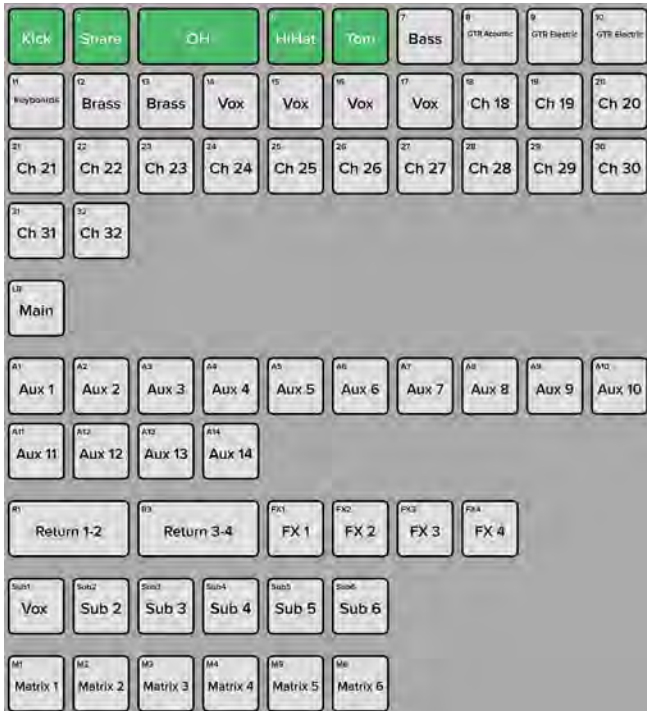 Kick Snare OH HiHat Tom 7 Bass 8 GTR Acoustic 9 GTR Electric 10 GTR Electric
11 Keyboards 12 Brass 13 Brass 14 Vox 15 Vox 16 Vox 17 Vox 18 Ch 18 19 Ch 19 20 Ch 20
21 Ch 21 22 Ch 22 23 Ch 23 24 Ch 24 25 Ch 25 26 Ch 26 27 Ch 27 28 Ch 28 29 Ch 29 30 Ch 30
31 Ch 31 32 Ch 32
LR Main
A1 Aux 1 A2 Aux 2 A3 Aux 3 A4 Aux 4 A5 Aux 5 A6 Aux 6 A7 Aux 7 A8 Aux 8 A9 Aux 9 A10 Aux 10
A11 Aux 11 A12 Aux 12 A13 Aux 13 A14 Aux 14
R1 Return 1-2 R3 Return 3-4 FX1 FX 1 FX2 FX 2 FX3 FX 3 FX4 FX 4
Sub1 Vox Sub2 Sub 2 Sub3 Sub 3 Sub4 Sub 4 Sub5 Sub 5 Sub6 Sub 6
M1 Matrix 1 M2 Matrix 2 M3 Matrix 3 M4 Matrix 4 M5 Matrix 5 M6 Matrix 6